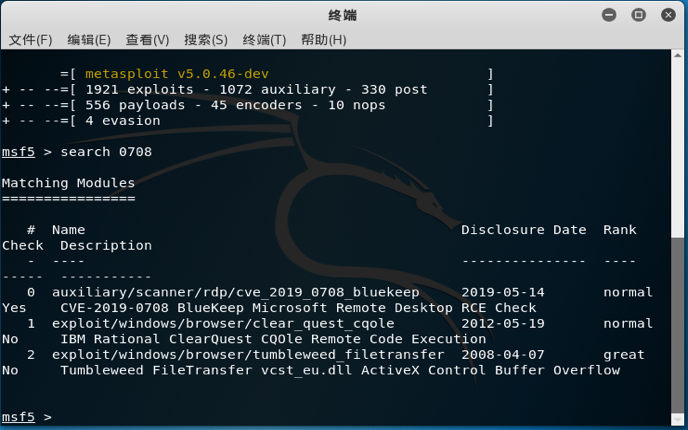 终端
文件(F) 编辑(E) 查看(V) 搜索(S) 终端(T) 帮助(H)
=[ metasploit v5.0.46-dev ]
+ -- --=[ 1921 exploits - 1072 auxiliary - 330 post ]
+ -- --=[ 556 payloads - 45 encoders - 10 nops ]
+ -- --=[ 4 evasion ]
msf5 > search 0708
Matching Modules
================
# Name Disclosure Date Rank
Check Description
- ---- --------------- ----
----- -----------
0 auxiliary/scanner/rdp/cve_2019_0708_bluekeep 2019-05-14 normal
Yes CVE-2019-0708 BlueKeep Microsoft Remote Desktop RCE Check
1 exploit/windows/browser/clear_quest_cqole 2012-05-19 normal
No IBM Rational ClearQuest CQOle Remote Code Execution
2 exploit/windows/browser/tumbleweed_filetransfer 2008-04-07 great
No Tumbleweed FileTransfer vcst_eu.dll ActiveX Control Buffer Overflow
msf5 >